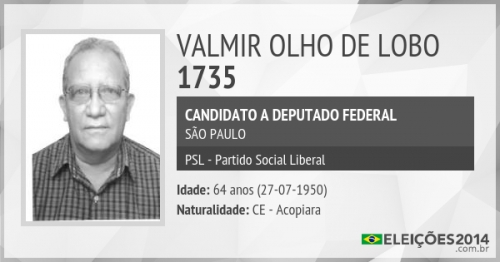 VALMIR OLHO DE LOBO
1735
CANDIDATO A DEPUTADO FEDERAL
SÃO PAULO
PSL - Partido Social Liberal
Idade: 64 anos (27-07-1950)
Naturalidade: CE - Acopiara
ELEIÇÕES2014
.com.br